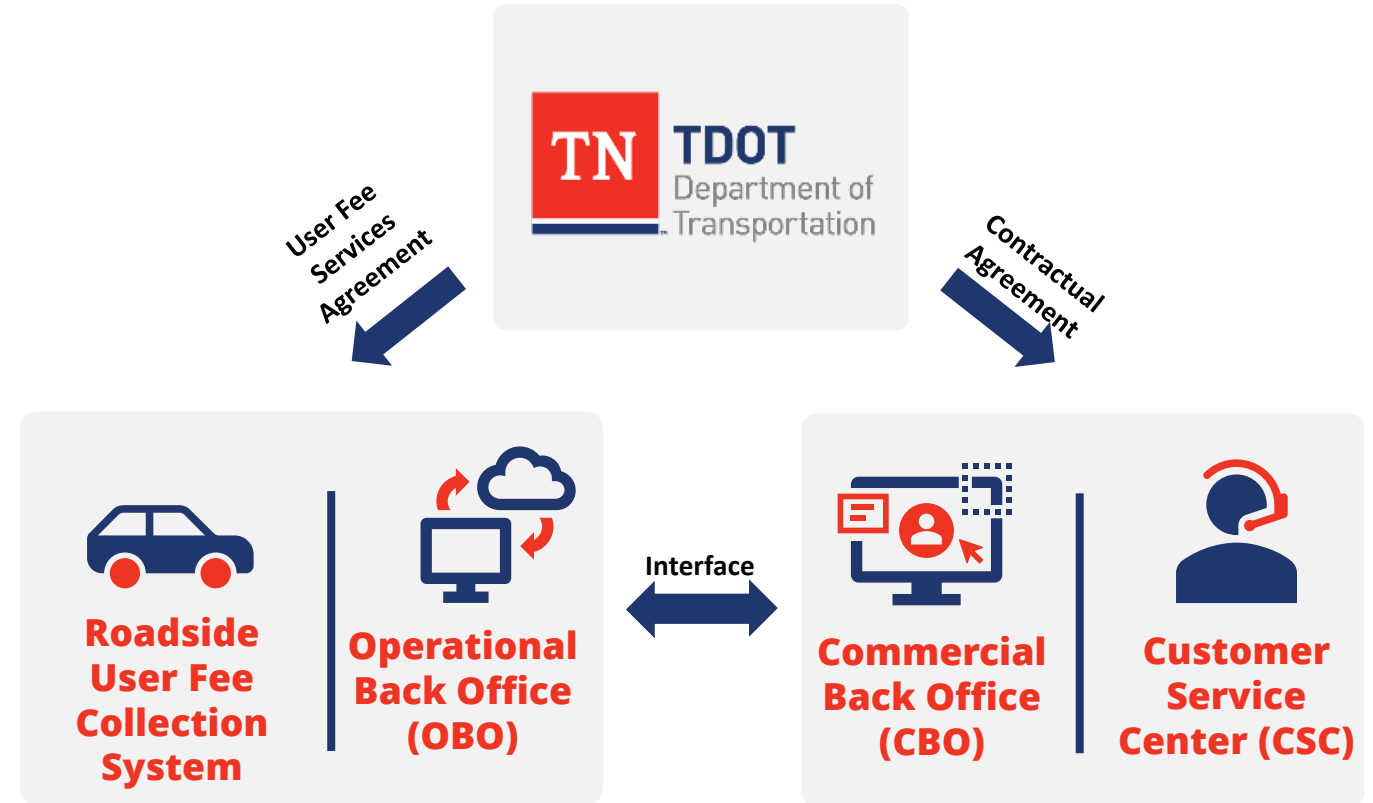 TN
TDOT
Department of
Transportation
User Fee
Services
Agreement
Contractual
Agreement
Roadside
User Fee
Collection
System
Operational
Back Office
(OBO)
Interface
Commercial
Back Office
(CBO)
Customer
Service
Center (CSC)